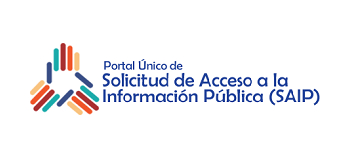 Portal Único de
Solicitud de Acceso a la
Información Pública (SAIP)